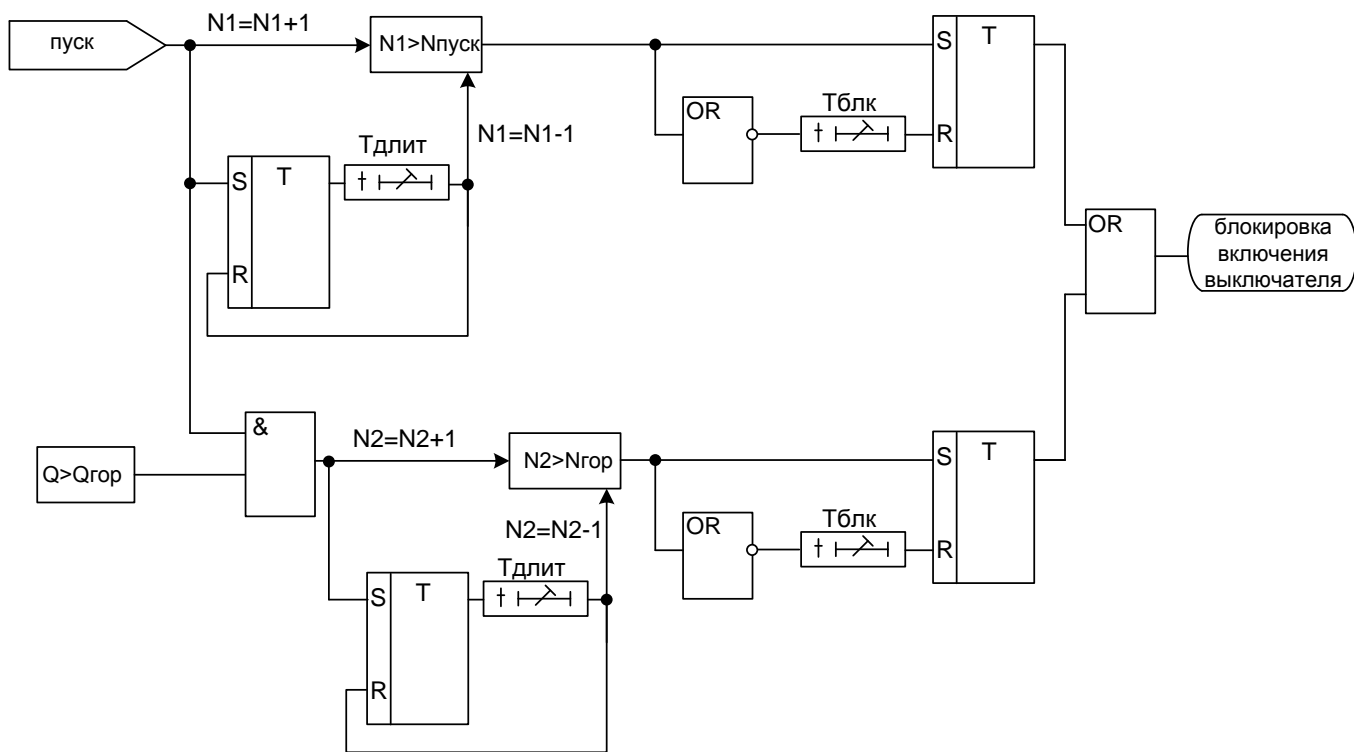 пуск
N1=N1+1
N1>Nпуск
S
T
OR
Tблк
R
N1=N1-1
Tдлит
S
T
R
OR
блокировка
включения
выключателя
&
Q>Qгор
N2=N2+1
N2>Nгор
S
T
OR
Tблк
R
N2=N2-1
Tдлит
S
T
R